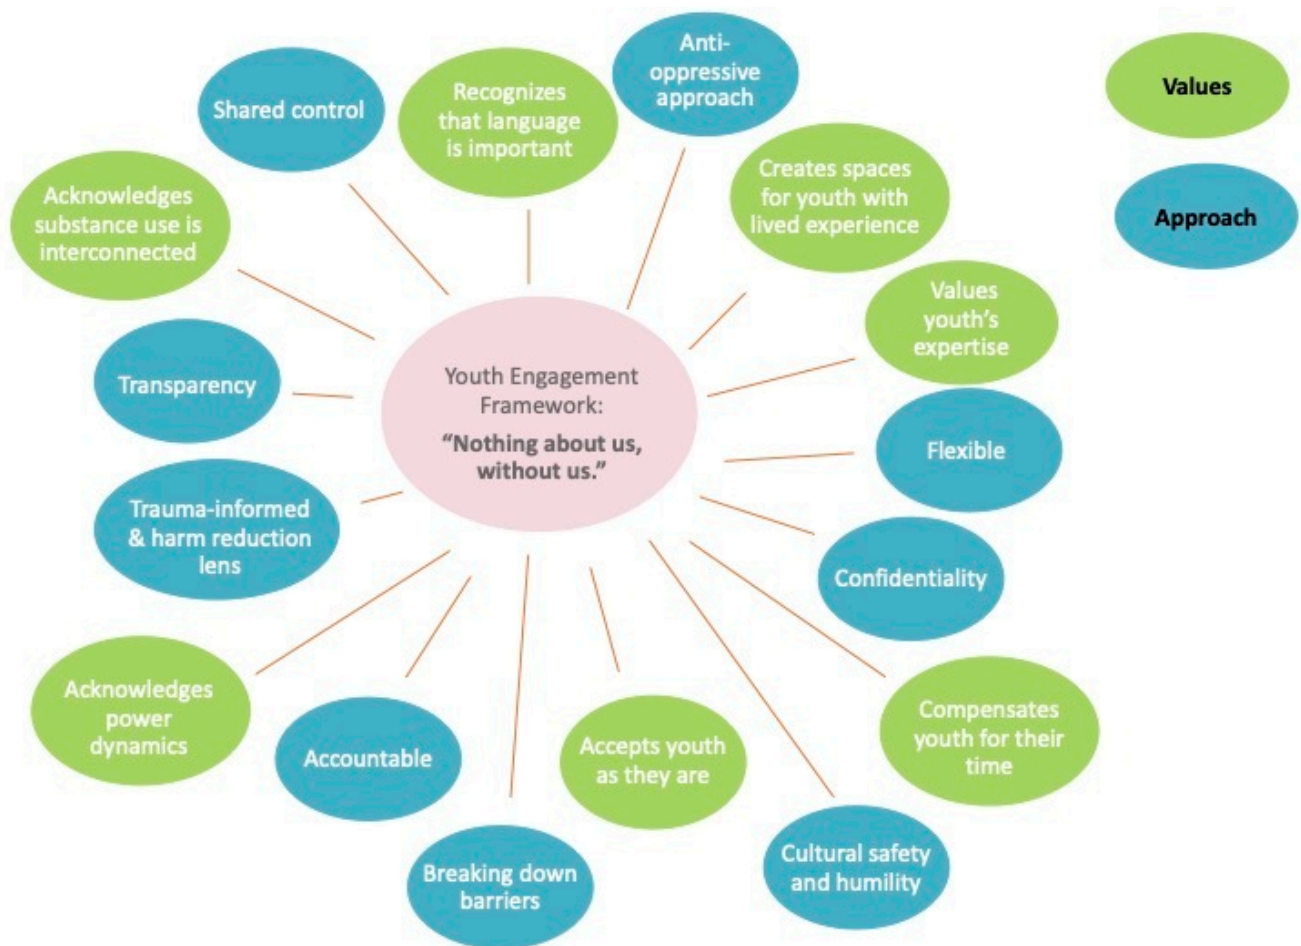 Anti-
oppressive
approach
Shared control
Recognizes
that language
is important
Values
Creates spaces
for youth with
lived experience
Acknowledges
substance use is
interconnected
Approach
Values
youth's
expertise
Transparency
Youth Engagement
Framework:
“Nothing about us,
without us.”
Flexible
Trauma-informed
& harm reduction
lens
Confidentiality
Acknowledges
power
dynamics
Compensates
youth for their
time
Accountable
Accepts youth
as they are
Breaking down
barriers
Cultural safety
and humility